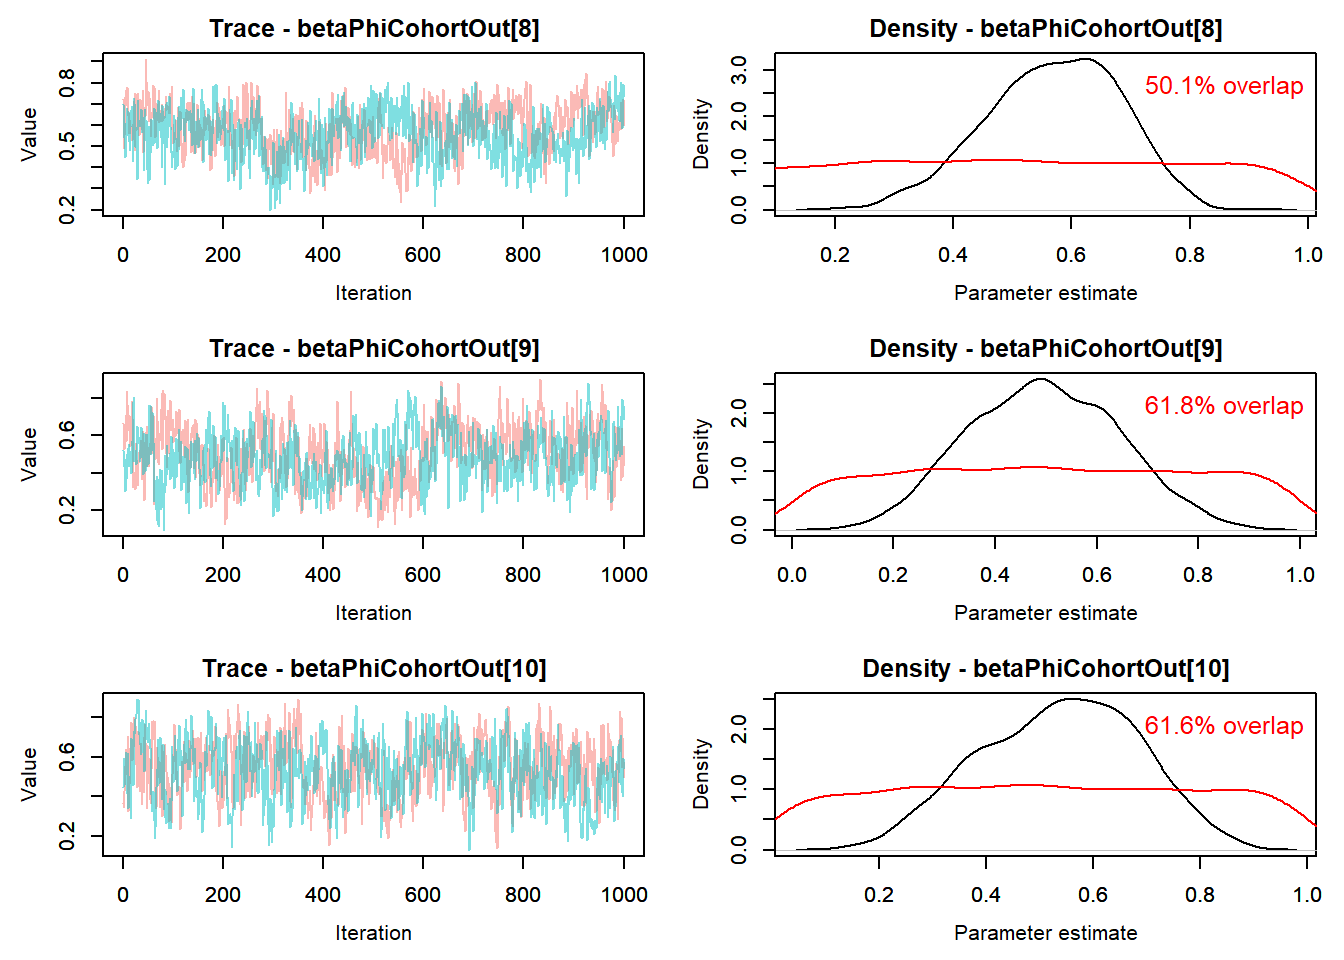 Trace - betaPhiCohortOut[8]
Value
0.2 0.5 0.8
0 200 400 600 800 1000
Iteration
Density - betaPhiCohortOut[8]
50.1% overlap
Density
0.0 1.0 2.0 3.0
0.2 0.4 0.6 0.8 1.0
Parameter estimate
Trace - betaPhiCohortOut[9]
Value
0.2 0.6
0 200 400 600 800 1000
Iteration
Density - betaPhiCohortOut[9]
61.8% overlap
Density
0.0 1.0 2.0
0.0 0.2 0.4 0.6 0.8 1.0
Parameter estimate
Trace - betaPhiCohortOut[10]
Value
0.2 0.6
0 200 400 600 800 1000
Iteration
Density - betaPhiCohortOut[10]
61.6% overlap
Density
0.0 1.0 2.0
0.2 0.4 0.6 0.8 1.0
Parameter estimate